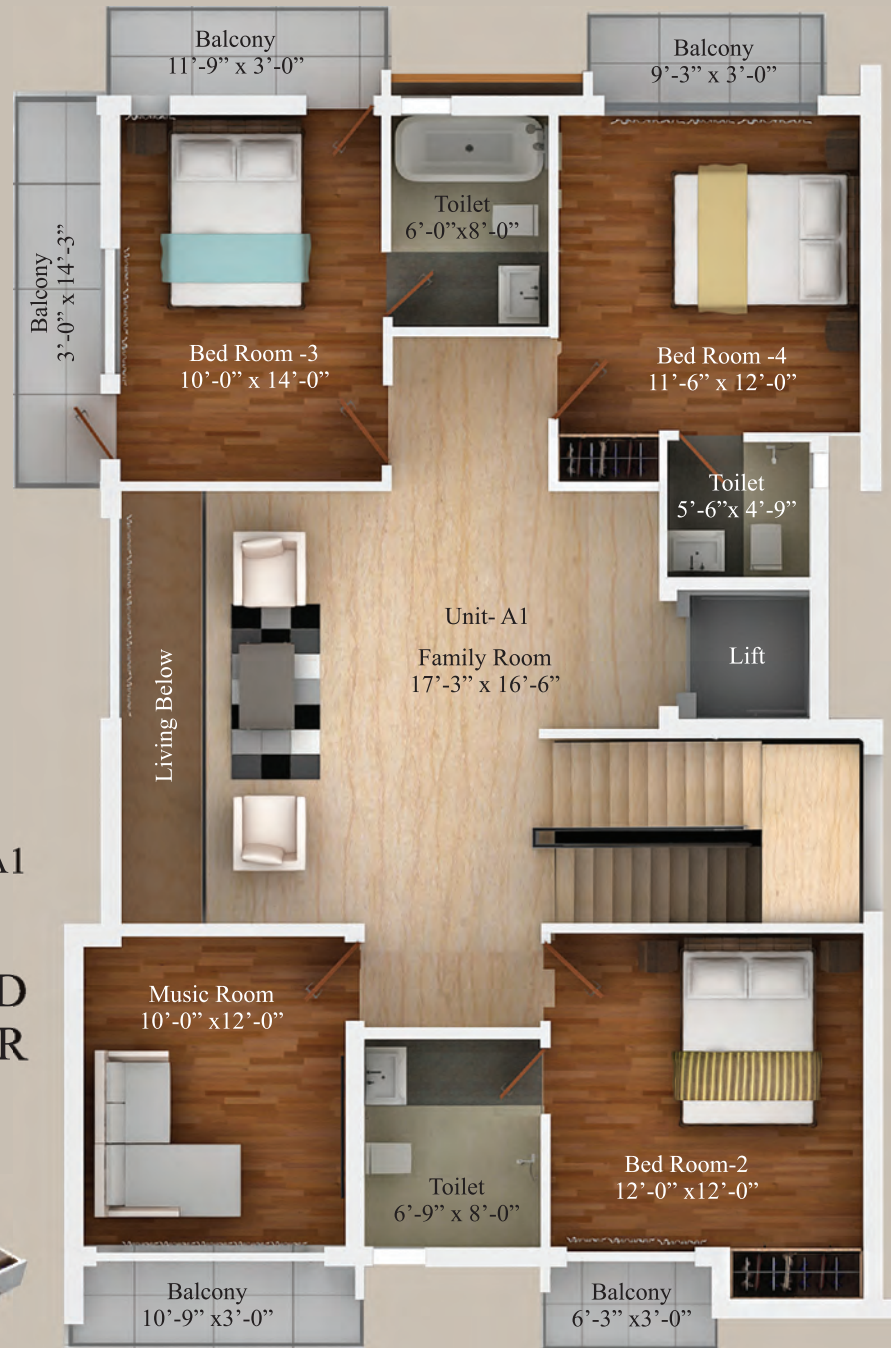 Balcony
11’-9” x 3’-0”
Balcony
9’-3” x 3’-0”
Balcony
3’-0” x 14’-3”
Toilet
6’-0”x8’-0”
Bed Room -3
10’-0” x 14’-0”
Bed Room -4
11’-6” x 12’-0”
Toilet
5’-6”x 4’-9”
Unit- A1
Family Room
17’-3” x 16’-6”
Lift
Living Below
A1
D
R
Music Room
10’-0” x12’-0”
Bed Room-2
12’-0” x12’-0”
Toilet
6’-9” x 8’-0”
Balcony
10’-9” x3’-0”
Balcony
6’-3” x3’-0”